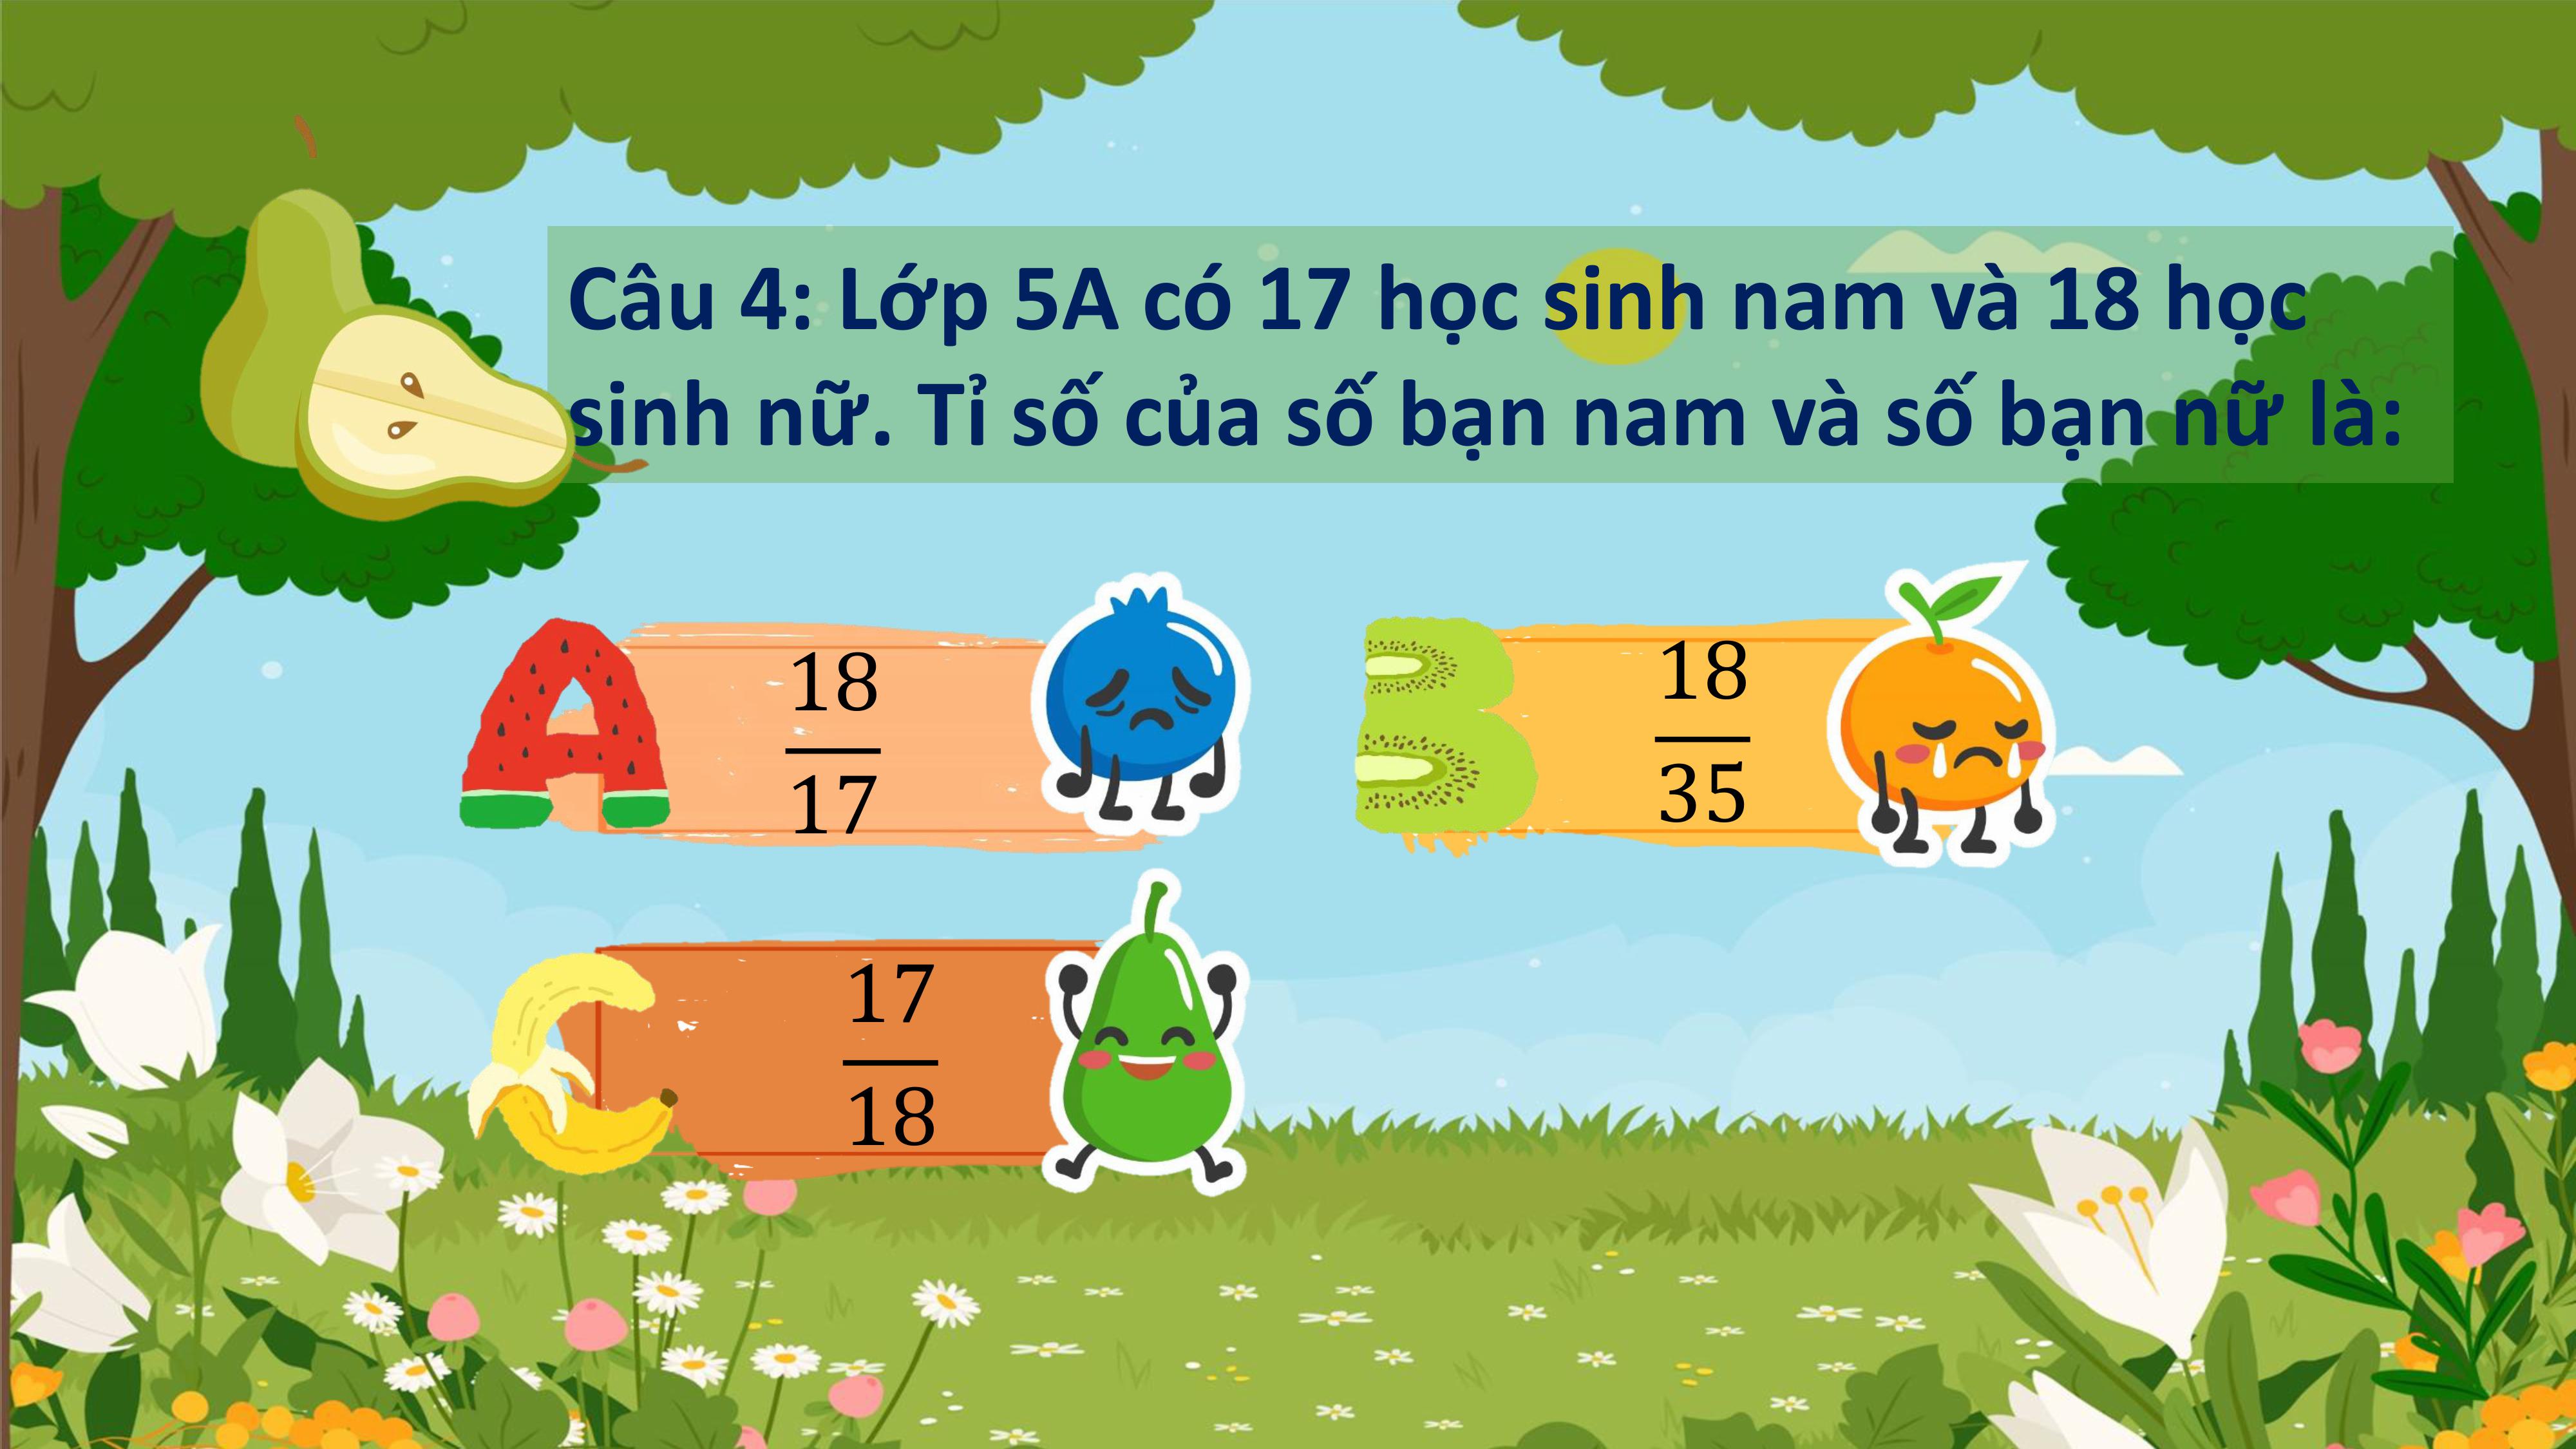 Câu 4: Lớp 5A có 17 học sinh nam và 18 học
sinh nữ. Tỉ số của số bạn nam và số bạn nữ là:
A
18
17
B
18
35
C
17
18